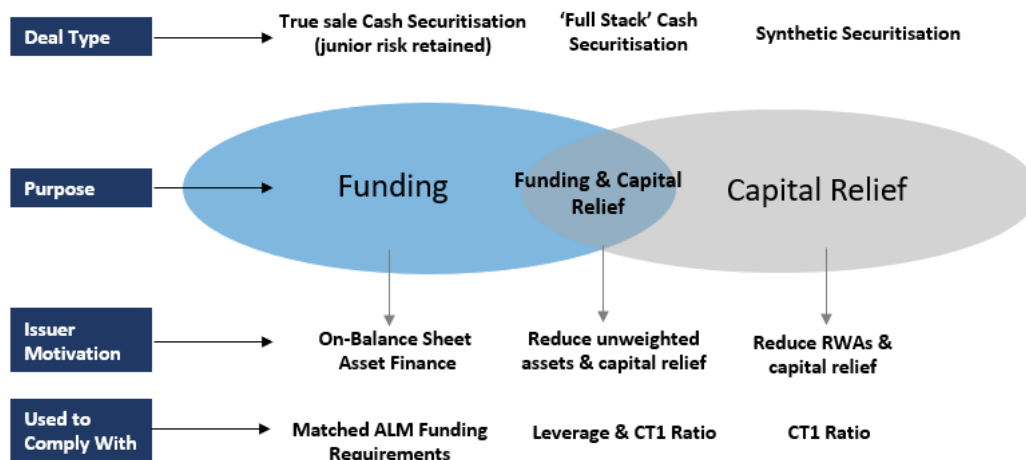 Deal Type
True sale Cash Securitisation
(junior risk retained)
‘Full Stack’ Cash
Securitisation
Synthetic Securitisation
Purpose
Funding
Funding & Capital
Relief
Capital Relief
Issuer
Motivation
On-Balance Sheet
Asset Finance
Reduce unweighted
assets & capital relief
Reduce RWAs &
capital relief
Used to
Comply With
Matched ALM Funding
Requirements
Leverage & CT1 Ratio
CT1 Ratio